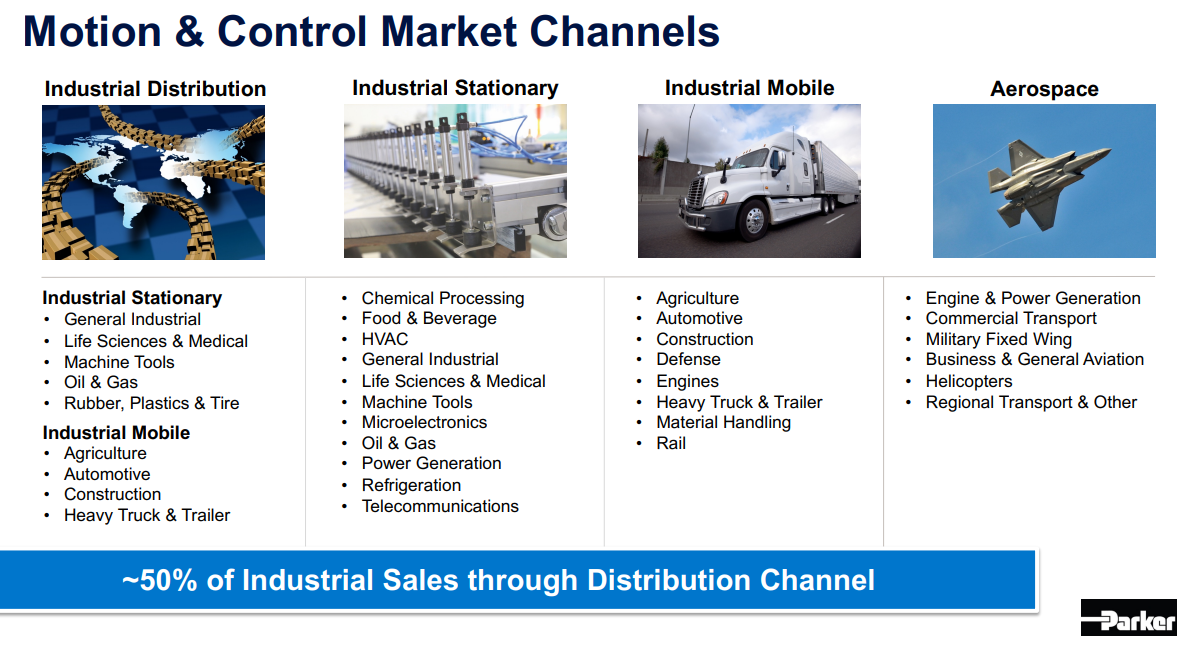 Motion & Control Market Channels
Industrial Distribution
Industrial Stationary
• General Industrial
• Life Sciences & Medical
• Machine Tools
• Oil & Gas
• Rubber, Plastics & Tire
Industrial Mobile
• Agriculture
• Automotive
• Construction
• Heavy Truck & Trailer
Industrial Stationary
• Chemical Processing
• Food & Beverage
• HVAC
• General Industrial
• Life Sciences & Medical
• Machine Tools
• Microelectronics
• Oil & Gas
• Power Generation
• Refrigeration
• Telecommunications
Industrial Mobile
• Agriculture
• Automotive
• Construction
• Defense
• Engines
• Heavy Truck & Trailer
• Material Handling
• Rail
Aerospace
• Engine & Power Generation
• Commercial Transport
• Military Fixed Wing
• Business & General Aviation
• Helicopters
• Regional Transport & Other
~50% of Industrial Sales through Distribution Channel
Parker